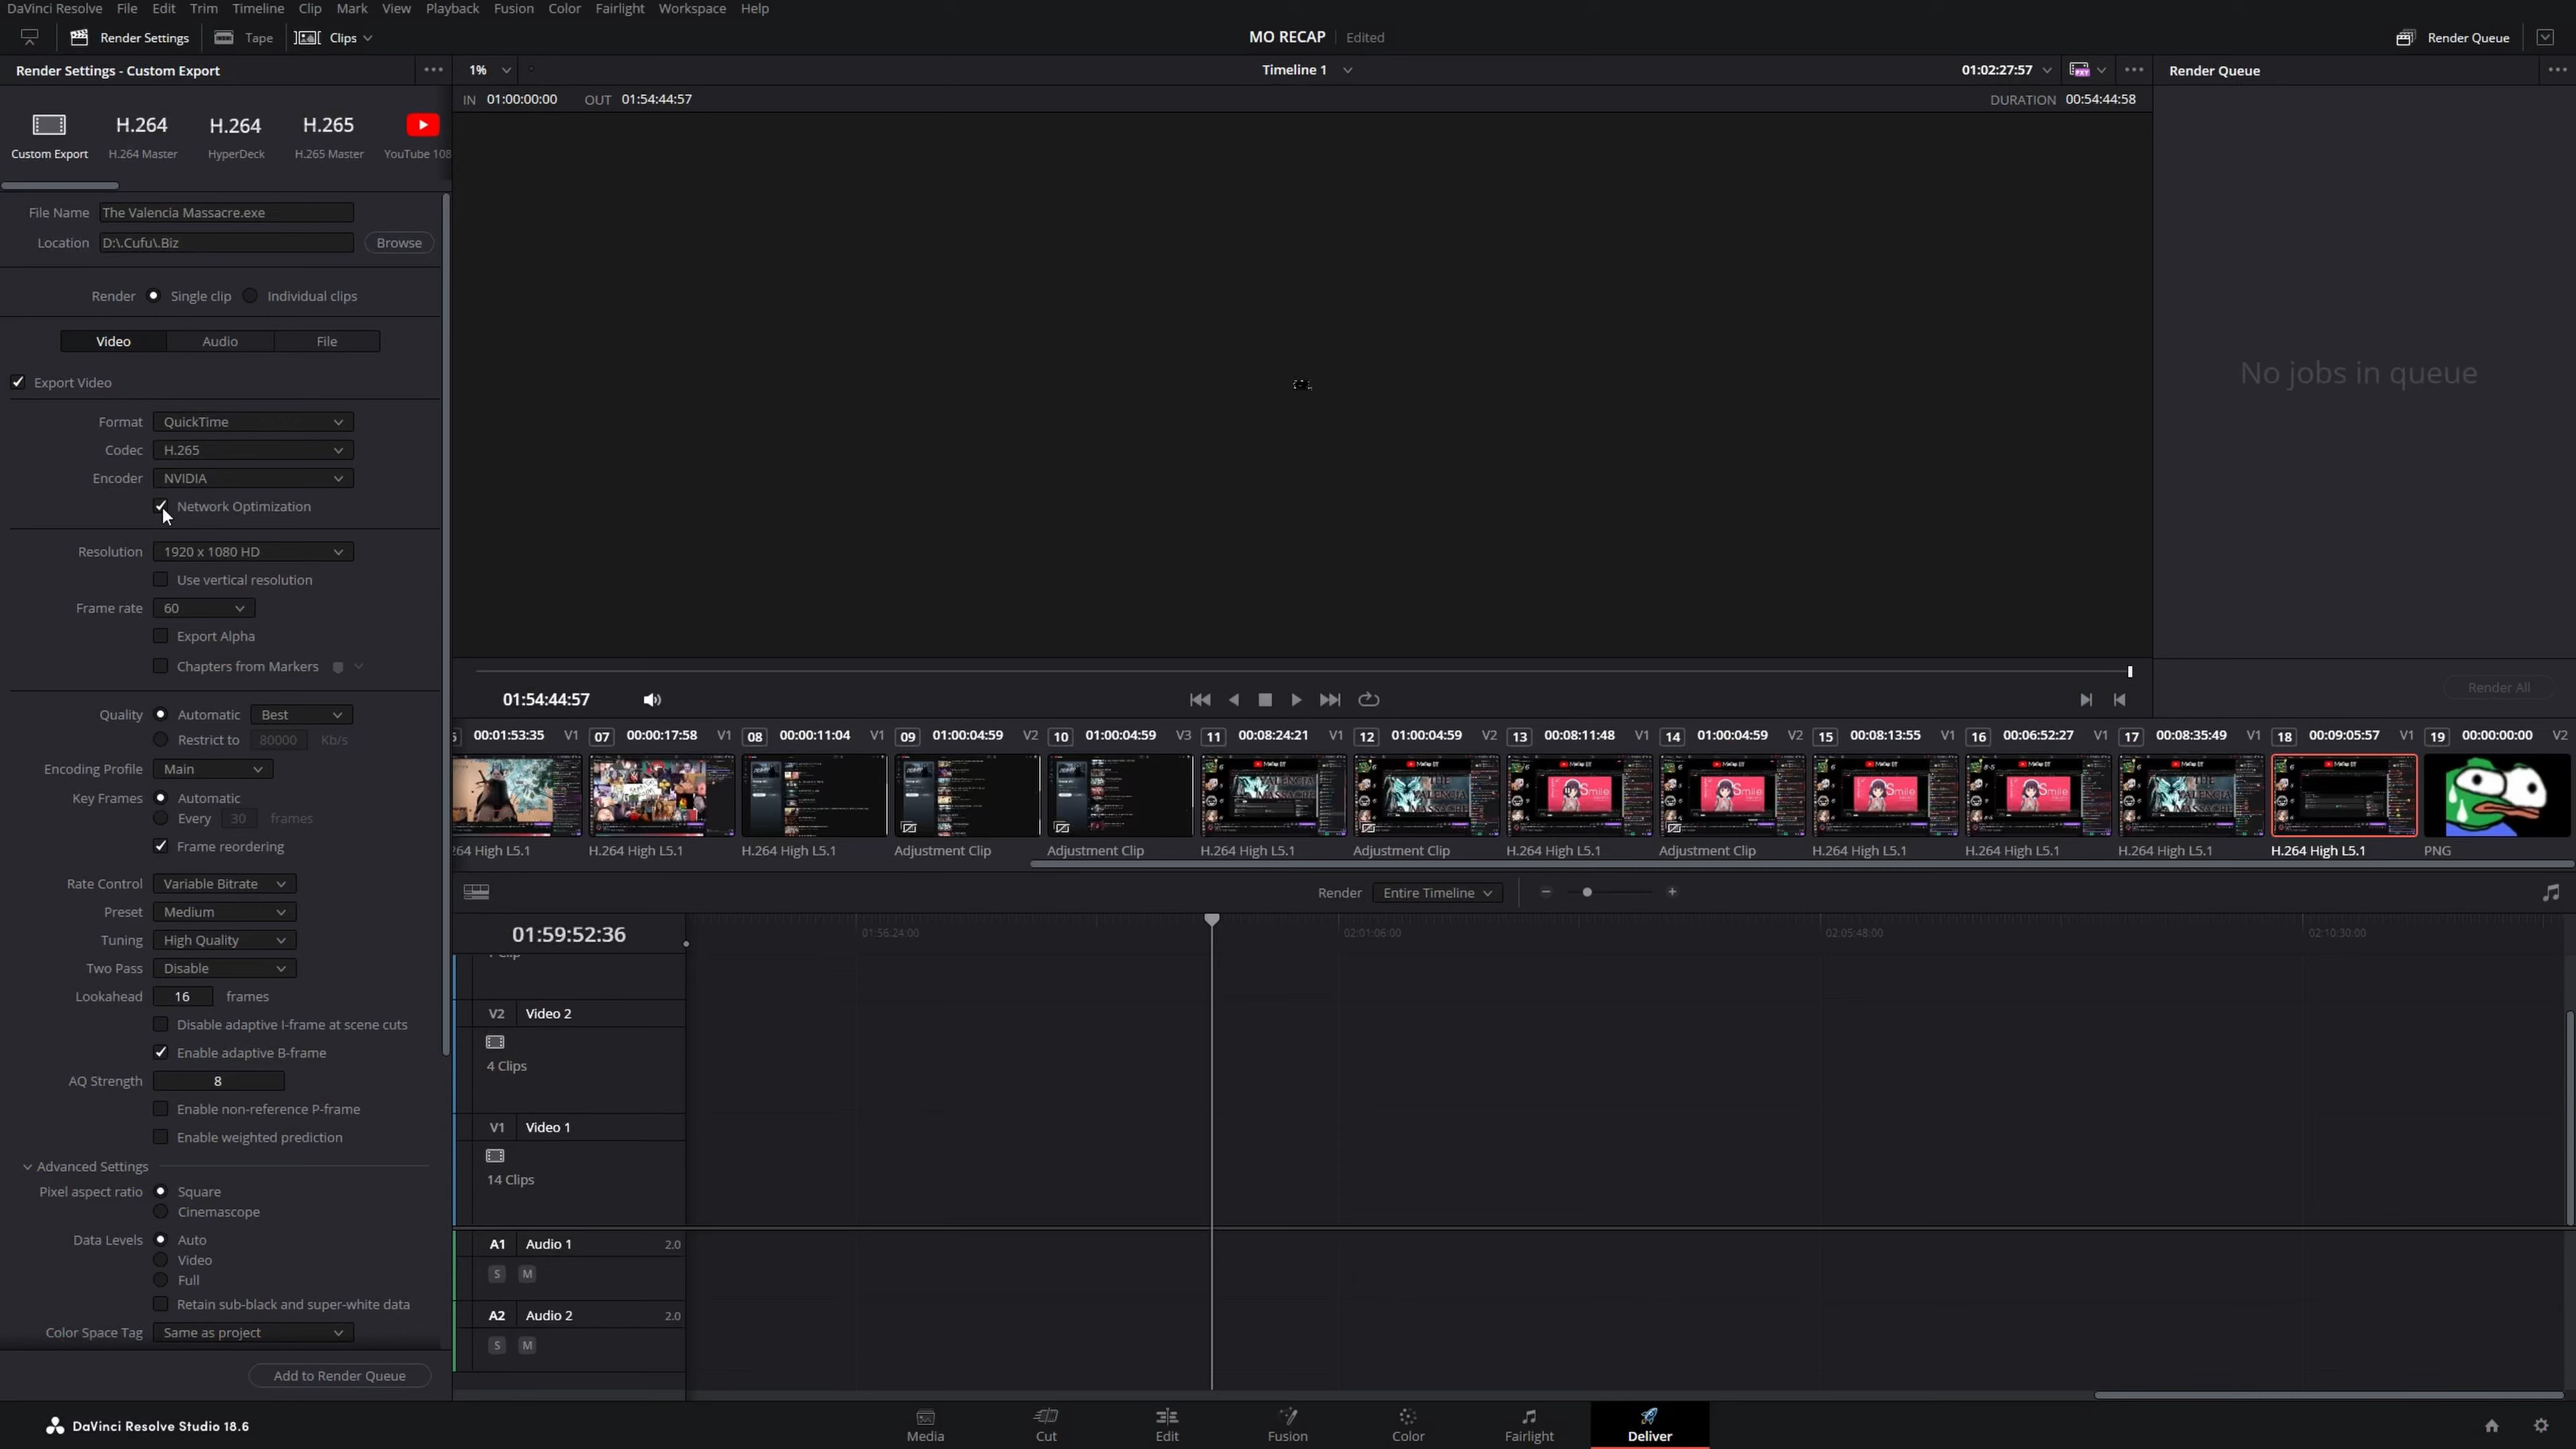 DaVinci Resolve File Edit Trim Timeline Clip Mark View Playback Fusion Color Fairlight Workspace Help
Render Settings Tape Clips MO RECAP Edited Render Queue
Render Settings - Custom Export 1% Timeline 1 01:02:27:57 PXY Render Queue
IN 01:00:00:00 OUT 01:54:44:57 DURATION 00:54:44:58
H.264 H.264 H.265
Custom Export H.264 Master HyperDeck H.265 Master YouTube 108
File Name The Valencia Massacre.exe
Location D:\.Cufu\.Biz Browse
Render Single clip Individual clips
Video Audio File
No jobs in queue
Export Video
Format QuickTime
Codec H.265
Encoder NVIDIA
Network Optimization
Resolution 1920 x 1080 HD
Use vertical resolution
Frame rate 60
Export Alpha
Chapters from Markers
Render All
01:54:44:57
Quality Automatic Best
Restrict to 80000 Kb/s
00:01:53:35 V1 07 00:00:17:58 V1 08 00:00:11:04 V1 09 01:00:04:59 V2 10 01:00:04:59 V3 11 00:08:24:21 V1 12 01:00:04:59 V2 13 00:08:11:48 V1 14 01:00:04:59 V2 15 00:08:13:55 V1 16 00:06:52:27 V1 17 00:08:35:49 V1 18 00:09:05:57 V1 19 00:00:00:00 V2
Encoding Profile Main
Key Frames Automatic
Every 30 frames
Frame reordering
264 High L5.1 H.264 High L5.1 H.264 High L5.1 Adjustment Clip Adjustment Clip H.264 High L5.1 Adjustment Clip H.264 High L5.1 Adjustment Clip H.264 High L5.1 H.264 High L5.1 H.264 High L5.1 H.264 High L5.1 PNG
Rate Control Variable Bitrate
Render Entire Timeline
Preset Medium
Tuning High Quality
01:59:52:36 01:56:24:00 02:01:06:00 02:05:48:00 02:10:30:00
Two Pass Disable
Lookahead 16 frames
Disable adaptive I-frame at scene cuts
V2 Video 2
4 Clips
Enable adaptive B-frame
AQ Strength 8
Enable non-reference P-frame
Enable weighted prediction
V1 Video 1
14 Clips
Advanced Settings
Pixel aspect ratio Square
Cinemascope
Data Levels Auto
Video
Full
Retain sub-black and super-white data
Color Space Tag Same as project
A1 Audio 1 2.0
S M
A2 Audio 2 2.0
S M
Add to Render Queue
DaVinci Resolve Studio 18.6 Media Cut Edit Fusion Color Fairlight Deliver